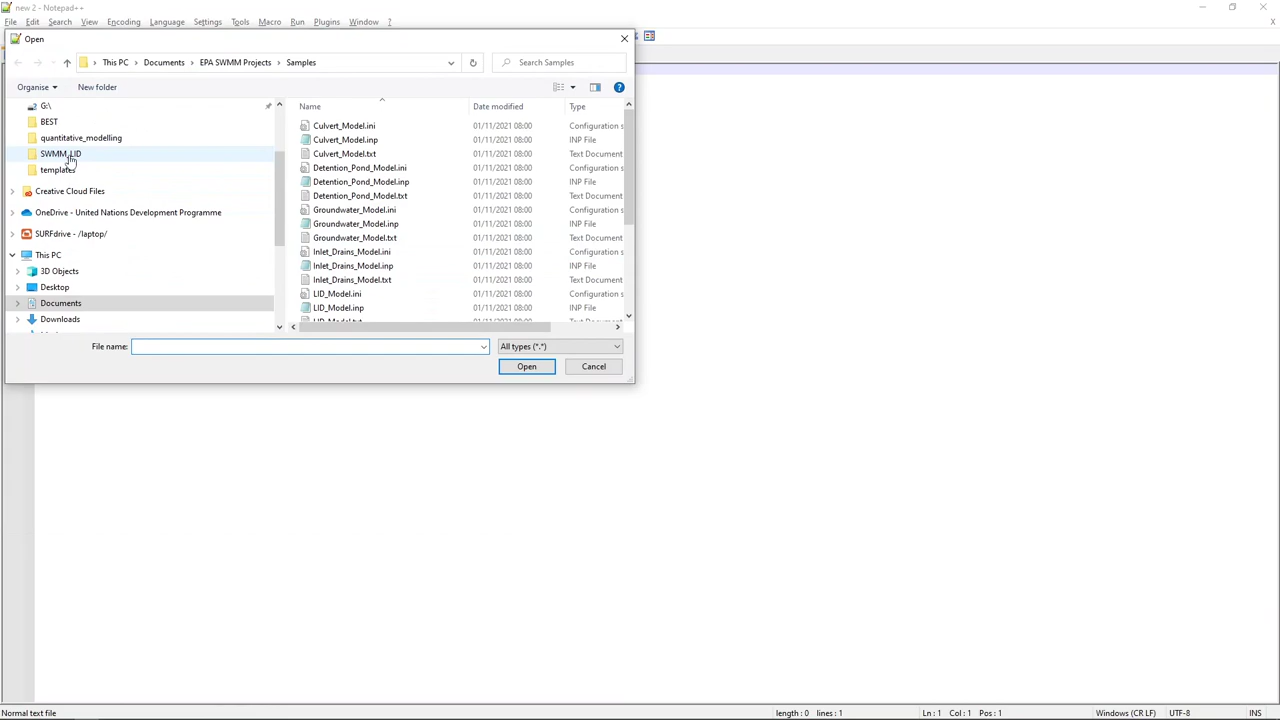 new 2 - Notepad++
File Edit Search View Encoding Language Settings Tools Macro Run Plugins Window ? X
Open
This PC › Documents › EPA SWMM Projects › Samples
Search Samples
Organise New folder
G:\
BEST
quantitative_modelling
SWMM_LID
templates
Creative Cloud Files
OneDrive - United Nations Development Programme
SURFdrive - /laptop/
This PC
3D Objects
Desktop
Documents
Downloads
Name Date modified Type
Culvert_Model.ini 01/11/2021 08:00 Configuration s
Culvert_Model.inp 01/11/2021 08:00 INP File
Culvert_Model.txt 01/11/2021 08:00 Text Document
Detention_Pond_Model.ini 01/11/2021 08:00 Configuration s
Detention_Pond_Model.inp 01/11/2021 08:00 INP File
Detention_Pond_Model.txt 01/11/2021 08:00 Text Document
Groundwater_Model.ini 01/11/2021 08:00 Configuration s
Groundwater_Model.inp 01/11/2021 08:00 INP File
Groundwater_Model.txt 01/11/2021 08:00 Text Document
Inlet_Drains_Model.ini 01/11/2021 08:00 Configuration s
Inlet_Drains_Model.inp 01/11/2021 08:00 INP File
Inlet_Drains_Model.txt 01/11/2021 08:00 Text Document
LID_Model.ini 01/11/2021 08:00 Configuration s
LID_Model.inp 01/11/2021 08:00 INP File
File name: All types (*.*)
Open Cancel
Normal text file length : 0 lines : 1 Ln : 1 Col : 1 Pos : 1 Windows (CR LF) UTF-8 INS